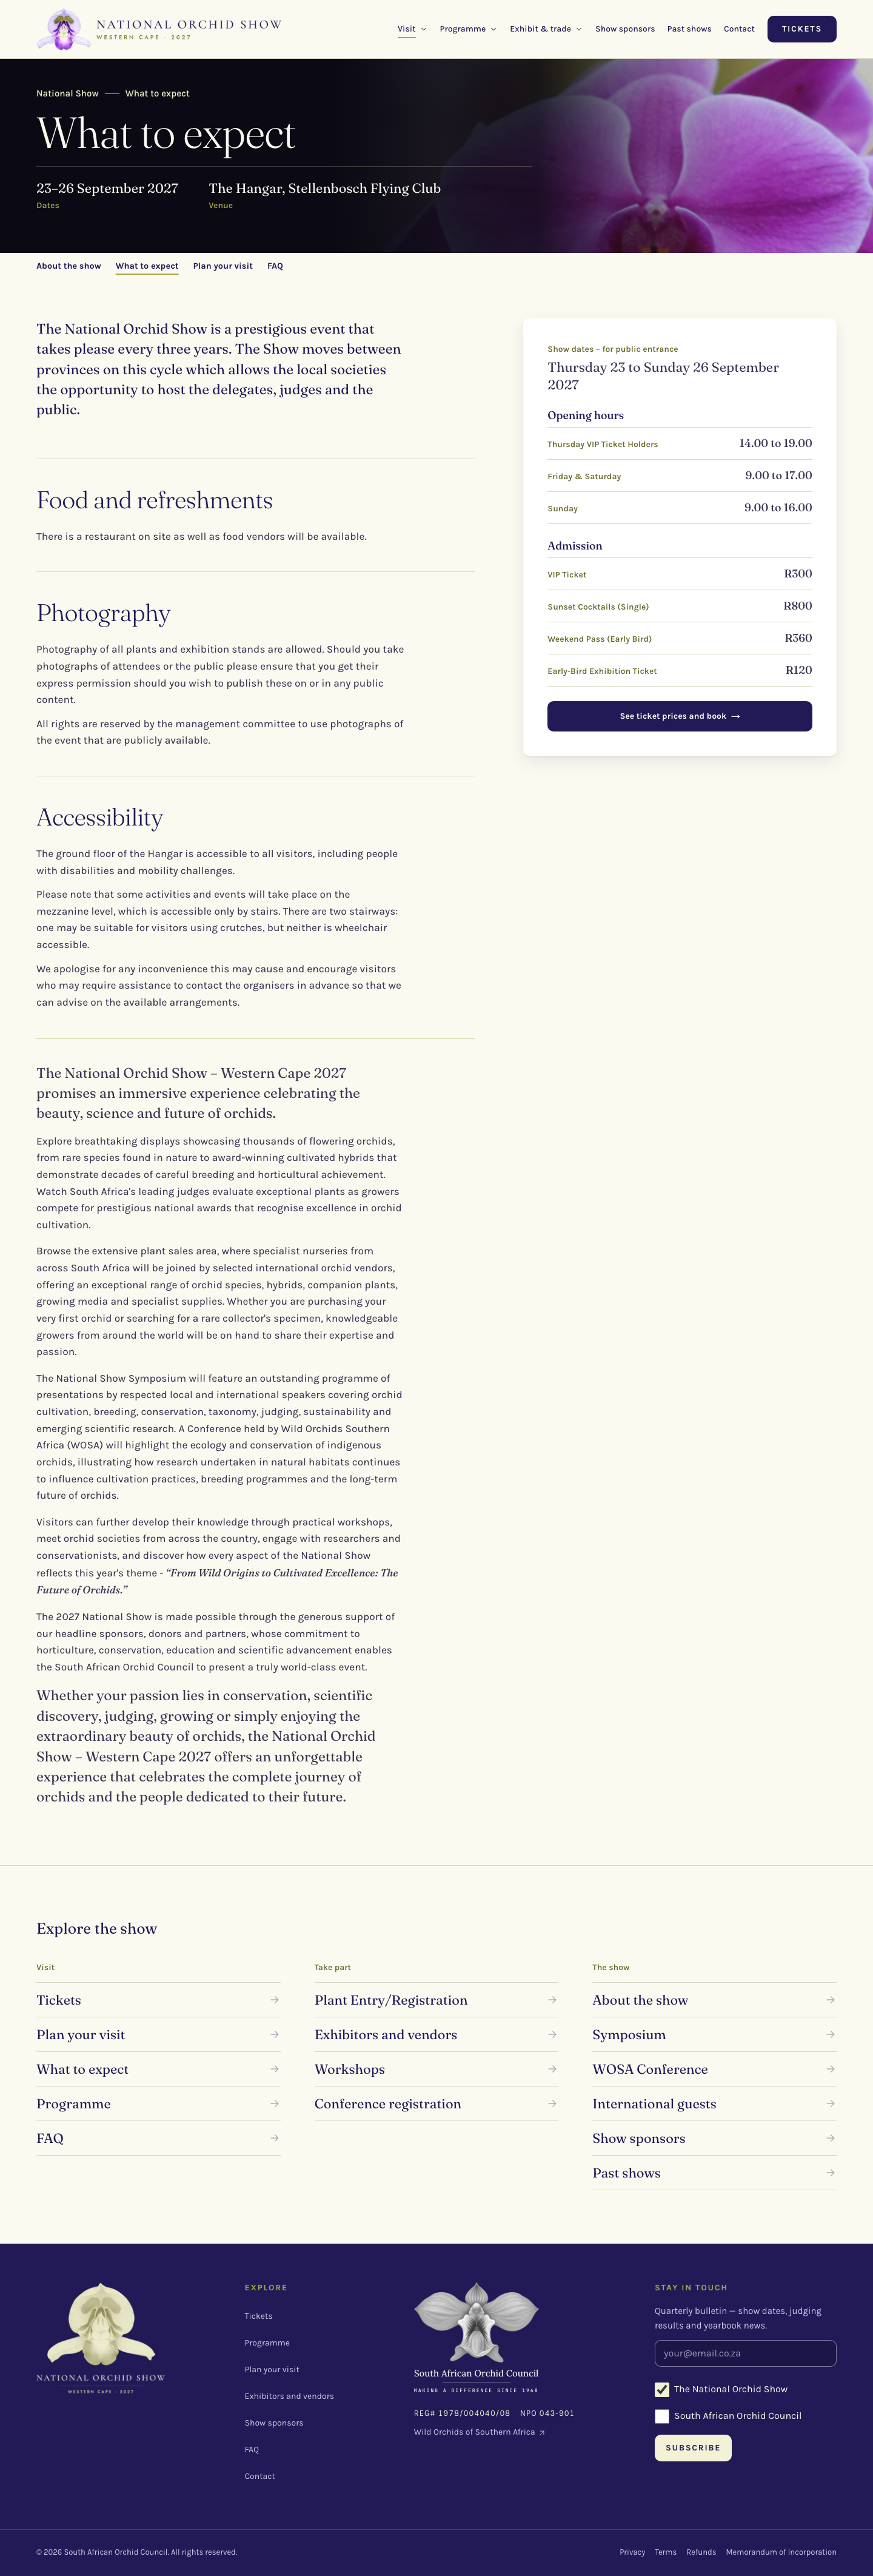 NATIONAL ORCHID SHOW
WESTERN CAPE · 2027
Visit
Programme
Exhibit & trade
Show sponsors
Past shows
Contact
TICKETS
National Show — What to expect
What to expect
23–26 September 2027
Dates
The Hangar, Stellenbosch Flying Club
Venue
About the show
What to expect
Plan your visit
FAQ
The National Orchid Show is a prestigious event that
takes please every three years. The Show moves between
provinces on this cycle which allows the local societies
the opportunity to host the delegates, judges and the
public.
Food and refreshments
There is a restaurant on site as well as food vendors will be available.
Photography
Photography of all plants and exhibition stands are allowed. Should you take
photographs of attendees or the public please ensure that you get their
express permission should you wish to publish these on or in any public
content.
All rights are reserved by the management committee to use photographs of
the event that are publicly available.
Accessibility
The ground floor of the Hangar is accessible to all visitors, including people
with disabilities and mobility challenges.
Please note that some activities and events will take place on the
mezzanine level, which is accessible only by stairs. There are two stairways:
one may be suitable for visitors using crutches, but neither is wheelchair
accessible.
We apologise for any inconvenience this may cause and encourage visitors
who may require assistance to contact the organisers in advance so that we
can advise on the available arrangements.
The National Orchid Show – Western Cape 2027
promises an immersive experience celebrating the
beauty, science and future of orchids.
Explore breathtaking displays showcasing thousands of flowering orchids,
from rare species found in nature to award-winning cultivated hybrids that
demonstrate decades of careful breeding and horticultural achievement.
Watch South Africa's leading judges evaluate exceptional plants as growers
compete for prestigious national awards that recognise excellence in orchid
cultivation.
Browse the extensive plant sales area, where specialist nurseries from
across South Africa will be joined by selected international orchid vendors,
offering an exceptional range of orchid species, hybrids, companion plants,
growing media and specialist supplies. Whether you are purchasing your
very first orchid or searching for a rare collector's specimen, knowledgeable
growers from around the world will be on hand to share their expertise and
passion.
The National Show Symposium will feature an outstanding programme of
presentations by respected local and international speakers covering orchid
cultivation, breeding, conservation, taxonomy, judging, sustainability and
emerging scientific research. A Conference held by Wild Orchids Southern
Africa (WOSA) will highlight the ecology and conservation of indigenous
orchids, illustrating how research undertaken in natural habitats continues
to influence cultivation practices, breeding programmes and the long-term
future of orchids.
Visitors can further develop their knowledge through practical workshops,
meet orchid societies from across the country, engage with researchers and
conservationists, and discover how every aspect of the National Show
reflects this year's theme - “From Wild Origins to Cultivated Excellence: The
Future of Orchids.”
The 2027 National Show is made possible through the generous support of
our headline sponsors, donors and partners, whose commitment to
horticulture, conservation, education and scientific advancement enables
the South African Orchid Council to present a truly world-class event.
Whether your passion lies in conservation, scientific
discovery, judging, growing or simply enjoying the
extraordinary beauty of orchids, the National Orchid
Show – Western Cape 2027 offers an unforgettable
experience that celebrates the complete journey of
orchids and the people dedicated to their future.
Show dates – for public entrance
Thursday 23 to Sunday 26 September
2027
Opening hours
Thursday VIP Ticket Holders 14.00 to 19.00
Friday & Saturday 9.00 to 17.00
Sunday 9.00 to 16.00
Admission
VIP Ticket R300
Sunset Cocktails (Single) R800
Weekend Pass (Early Bird) R360
Early-Bird Exhibition Ticket R120
See ticket prices and book →
Explore the show
Visit
Tickets →
Plan your visit →
What to expect →
Programme →
FAQ →
Take part
Plant Entry/Registration →
Exhibitors and vendors →
Workshops →
Conference registration →
The show
About the show →
Symposium →
WOSA Conference →
International guests →
Show sponsors →
Past shows →
NATIONAL ORCHID SHOW
WESTERN CAPE · 2027
EXPLORE
Tickets
Programme
Plan your visit
Exhibitors and vendors
Show sponsors
FAQ
Contact
South African Orchid Council
MAKING A DIFFERENCE SINCE 1968
REG# 1978/004040/08 NPO 043-901
Wild Orchids of Southern Africa ↗
STAY IN TOUCH
Quarterly bulletin — show dates, judging
results and yearbook news.
your@email.co.za
The National Orchid Show
South African Orchid Council
SUBSCRIBE
© 2026 South African Orchid Council. All rights reserved.
Privacy
Terms
Refunds
Memorandum of Incorporation